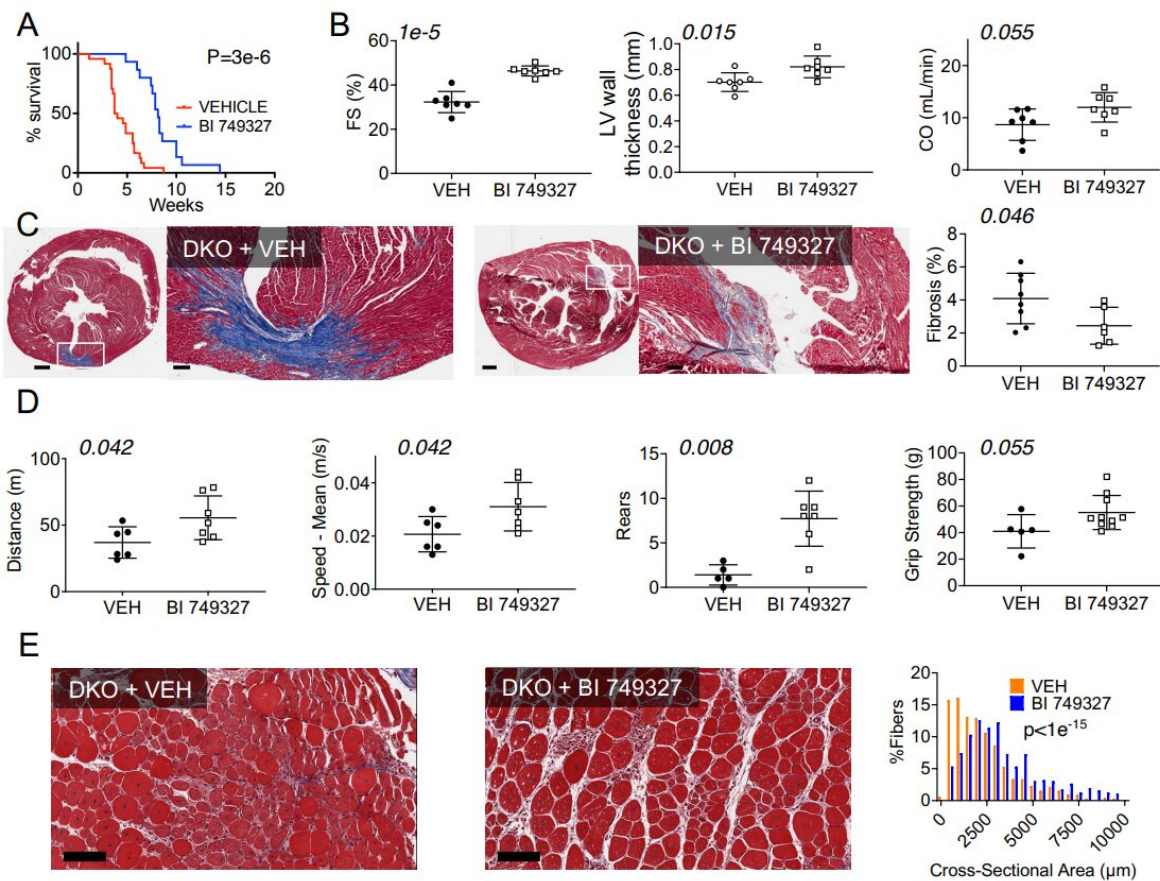 A
P=3e-6
% survival
100
50
0
VEHICLE
BI 749327
0
5
10
15
20
Weeks
B
1e-5
FS (%)
60
40
20
0
VEH
BI 749327
0.015
LV wall
thickness (mm)
1.0
0.8
0.6
0.4
0.2
0.0
VEH
BI 749327
0.055
CO (mL/min)
20
10
0
VEH
BI 749327
C
DKO + VEH
DKO + BI 749327
0.046
Fibrosis (%)
8
6
4
2
0
VEH
BI 749327
D
0.042
Distance (m)
100
50
0
VEH
BI 749327
0.042
Speed - Mean (m/s)
0.04
0.02
0.00
VEH
BI 749327
0.008
Rears
15
10
5
0
VEH
BI 749327
0.055
Grip Strength (g)
100
80
60
40
20
0
VEH
BI 749327
E
DKO + VEH
DKO + BI 749327
%Fibers
20
15
10
5
0
VEH
BI 749327
p<1e-15
0
2500
5000
7500
10000
Cross-Sectional Area (µm)